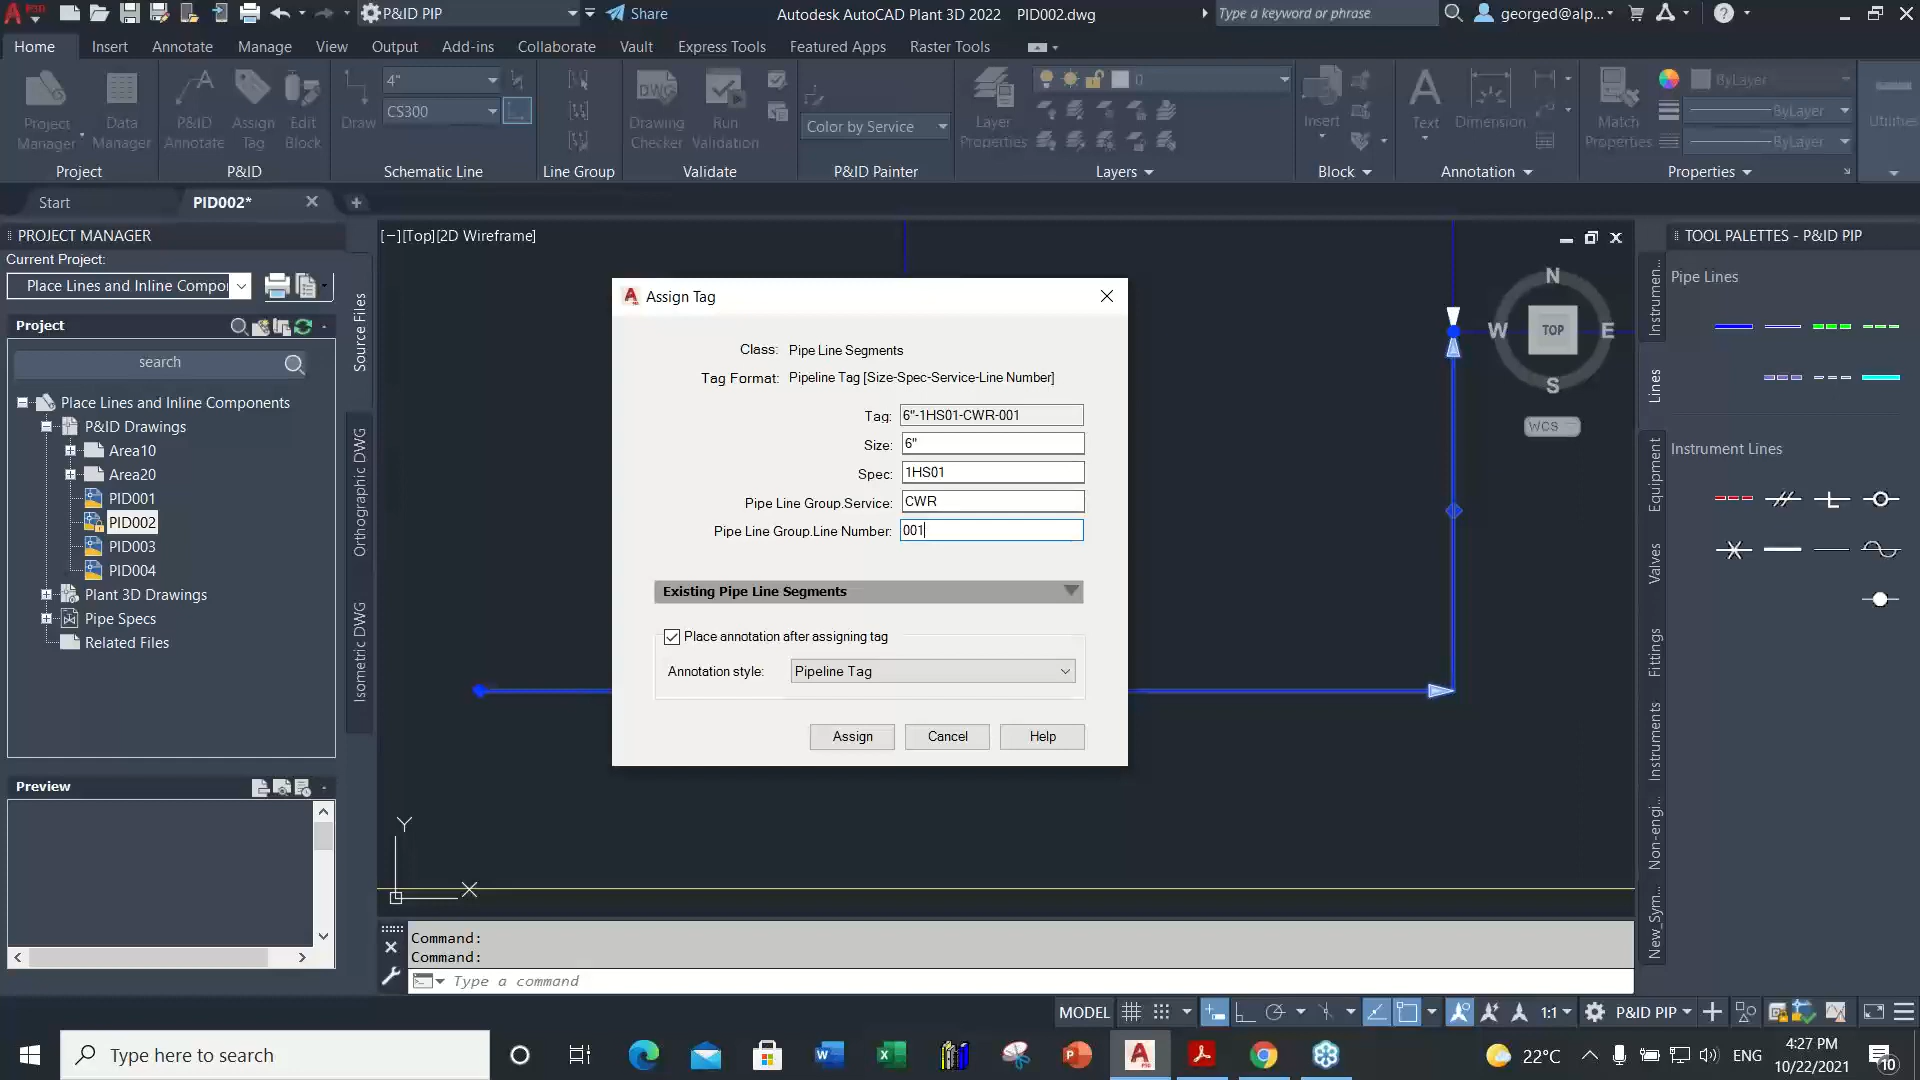 P&ID PIP
Share
Autodesk AutoCAD Plant 3D 2022 PID002.dwg
Type a keyword or phrase
georged@alp...
Home Insert Annotate Manage View Output Add-ins Collaborate Vault Express Tools Featured Apps Raster Tools
Project Manager
Data Manager
Project
P&ID Annotate
Assign Tag
Edit Block
P&ID
Draw
4"
CS300
Schematic Line
Line Group
DWG
Drawing Checker
Run Validation
Validate
Color by Service
P&ID Painter
Layer Properties
0
Layers
Insert
Block
Text
Dimension
Annotation
Match Properties
ByLayer
ByLayer
ByLayer
Properties
Utilities
Start
PID002*
PROJECT MANAGER
Current Project:
Place Lines and Inline Compo
Project
search
Place Lines and Inline Components
P&ID Drawings
Area10
Area20
PID001
PID002
PID003
PID004
Plant 3D Drawings
Pipe Specs
Related Files
Preview
Source Files
Orthographic DWG
Isometric DWG
[−][Top][2D Wireframe]
Assign Tag
Class: Pipe Line Segments
Tag Format: Pipeline Tag [Size-Spec-Service-Line Number]
Tag: 6"-1HS01-CWR-001
Size: 6"
Spec: 1HS01
Pipe Line Group.Service: CWR
Pipe Line Group.Line Number: 001
Existing Pipe Line Segments
Place annotation after assigning tag
Annotation style: Pipeline Tag
Assign Cancel Help
N
W TOP E
S
WCS
Y
X
TOOL PALETTES - P&ID PIP
Pipe Lines
Instrument Lines
Instrumen...
Lines
Equipment
Valves
Fittings
Instruments
Non-engi...
New_Sym...
Command:
Command:
Type a command
MODEL
1:1
P&ID PIP
Type here to search
22°C
ENG
4:27 PM
10/22/2021
10